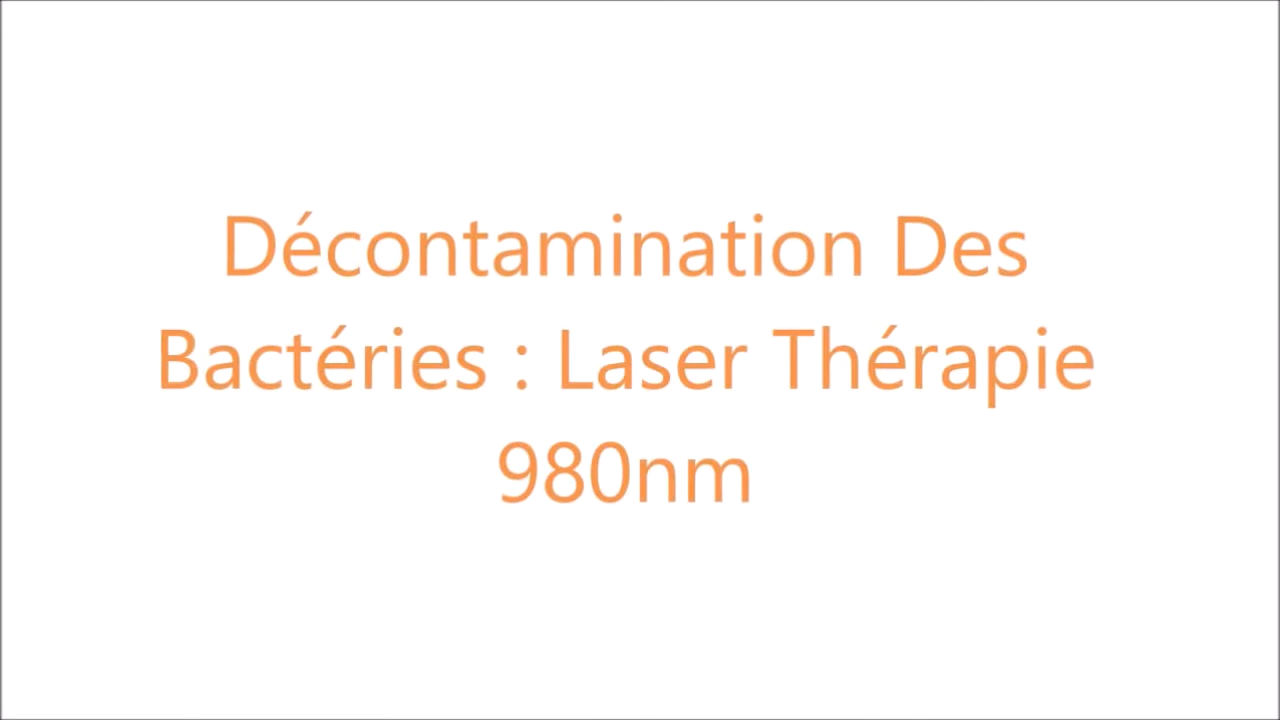 Décontamination Des
Bactéries : Laser Thérapie
980nm